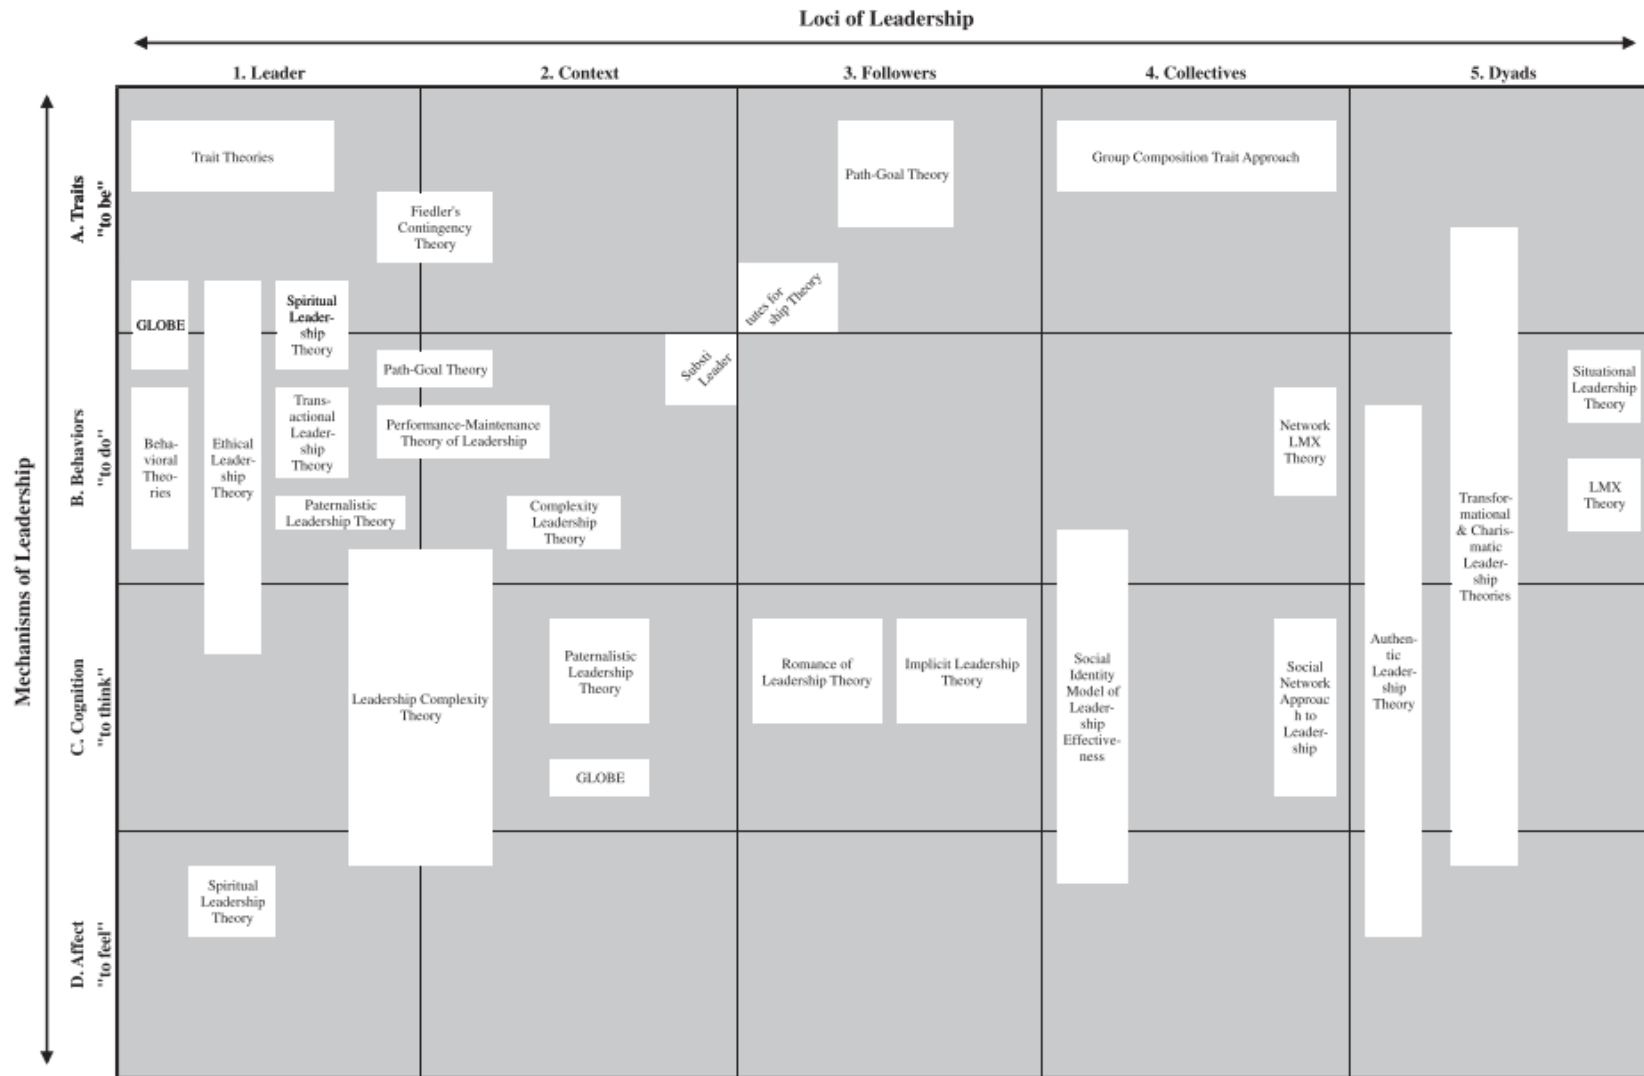 Loci of Leadership
1. Leader
2. Context
3. Followers
4. Collectives
5. Dyads
Mechanisms of Leadership
A. Traits
"to be"
Trait Theories
Fiedler's
Contingency
Theory
Path-Goal Theory
Group Composition Trait Approach
GLOBE
Spiritual
Leader-
ship
Theory
tutes for
ship Theory
B. Behaviors
"to do"
Beha-
vioral
Theo-
ries
Ethical
Leader-
ship
Theory
Trans-
actional
Leader-
ship
Theory
Paternalistic
Leadership Theory
Path-Goal Theory
Performance-Maintenance
Theory of Leadership
Complexity
Leadership
Theory
Substi
Leader
Network
LMX
Theory
Situational
Leadership
Theory
LMX
Theory
Transfor-
mational
& Charis-
matic
Leader-
ship
Theories
C. Cognition
"to think"
Leadership Complexity
Theory
Paternalistic
Leadership
Theory
GLOBE
Romance of
Leadership Theory
Implicit Leadership
Theory
Social
Identity
Model of
Leader-
ship
Effective-
ness
Social
Network
Approac
h to
Leader-
ship
Authen-
tic
Leader-
ship
Theory
D. Affect
"to feel"
Spiritual
Leadership
Theory